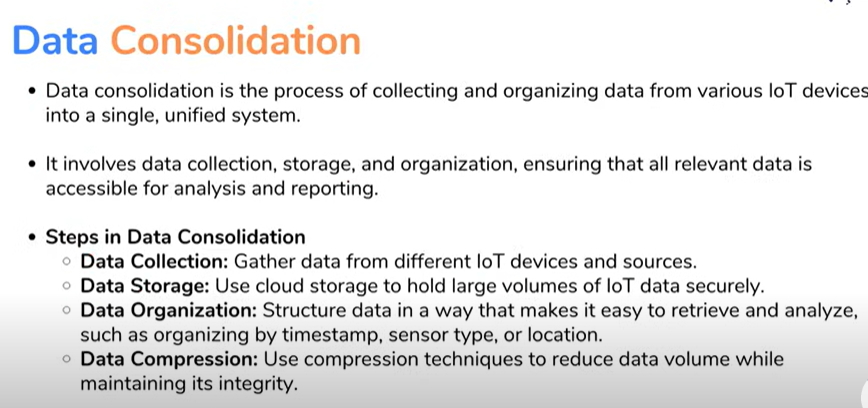 Data Consolidation
• Data consolidation is the process of collecting and organizing data from various IoT devices
into a single, unified system.
• It involves data collection, storage, and organization, ensuring that all relevant data is
accessible for analysis and reporting.
• Steps in Data Consolidation
○ Data Collection: Gather data from different IoT devices and sources.
○ Data Storage: Use cloud storage to hold large volumes of IoT data securely.
○ Data Organization: Structure data in a way that makes it easy to retrieve and analyze,
such as organizing by timestamp, sensor type, or location.
○ Data Compression: Use compression techniques to reduce data volume while
maintaining its integrity.